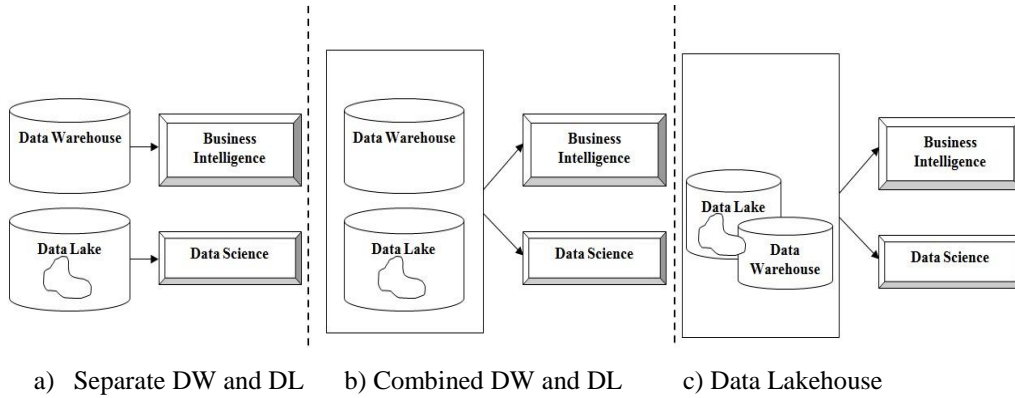 Data Warehouse
Business
Intelligence
Data Lake
Data Science
Data Warehouse
Business
Intelligence
Data Lake
Data Science
Business
Intelligence
Data Lake
Data
Warehouse
Data Science
a) Separate DW and DL
b) Combined DW and DL
c) Data Lakehouse